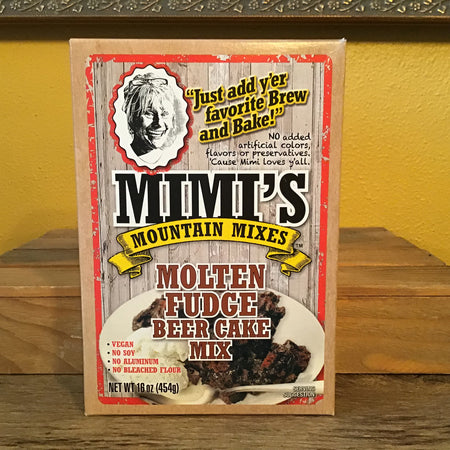 "Just add y'er
favorite Brew
and Bake!"
NO added
artificial colors,
flavors or preservatives.
'Cause Mimi loves y'all.
MIMI'S
MOUNTAIN MIXES TM
MOLTEN
FUDGE
BEER CAKE
MIX
• VEGAN
• NO SOY
• NO ALUMINUM
• NO BLEACHED FLOUR
NET WT 16 oz (454g)
SERVING
SUGGESTION